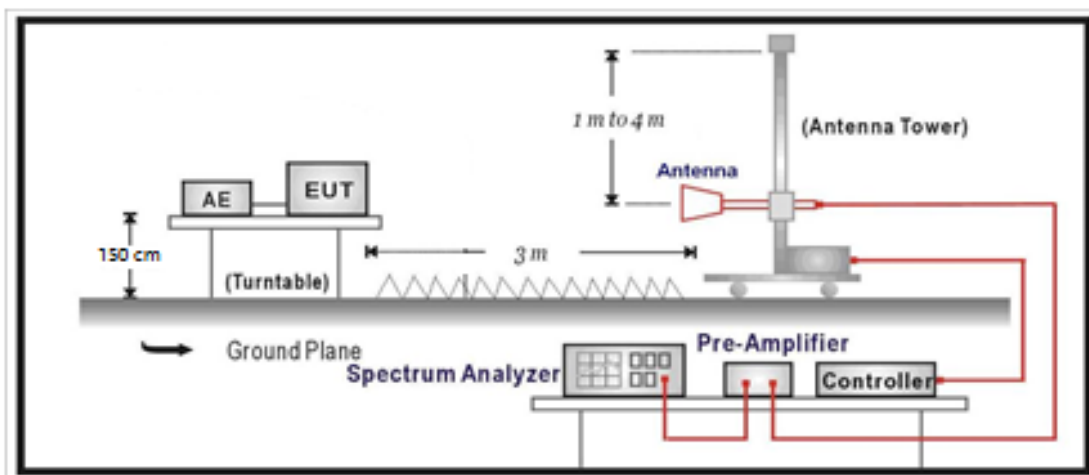 1 m to 4 m
(Antenna Tower)
Antenna
AE
EUT
150 cm
3 m
(Turntable)
Ground Plane
Pre-Amplifier
Spectrum Analyzer
Controller